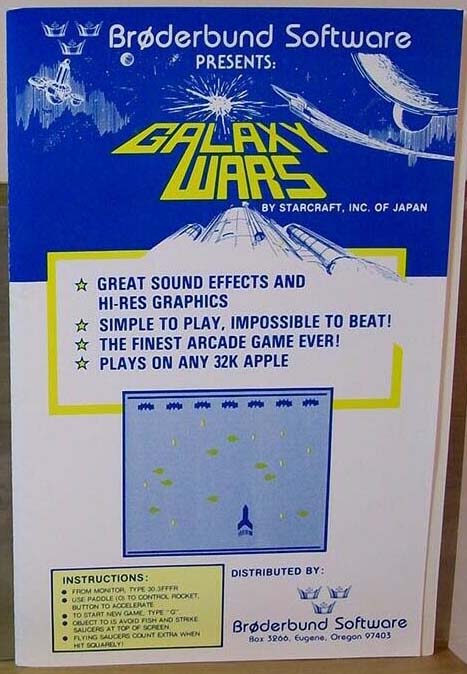 Brøderbund Software
PRESENTS:
GALAXY
WARS
BY STARCRAFT, INC. OF JAPAN
GREAT SOUND EFFECTS AND
HI-RES GRAPHICS
SIMPLE TO PLAY, IMPOSSIBLE TO BEAT!
THE FINEST ARCADE GAME EVER!
PLAYS ON ANY 32K APPLE
INSTRUCTIONS:
FROM MONITOR, TYPE 30.3FFFR
USE PADDLE (O) TO CONTROL ROCKET,
BUTTON TO ACCELERATE
TO START NEW GAME, TYPE "G"
OBJECT TO IS AVOID FISH AND STRIKE
SAUCERS AT TOP OF SCREEN
FLYING SAUCERS COUNT EXTRA WHEN
HIT SQUARELY!
DISTRIBUTED BY:
Brøderbund Software
Box 3266, Eugene, Oregon 97403